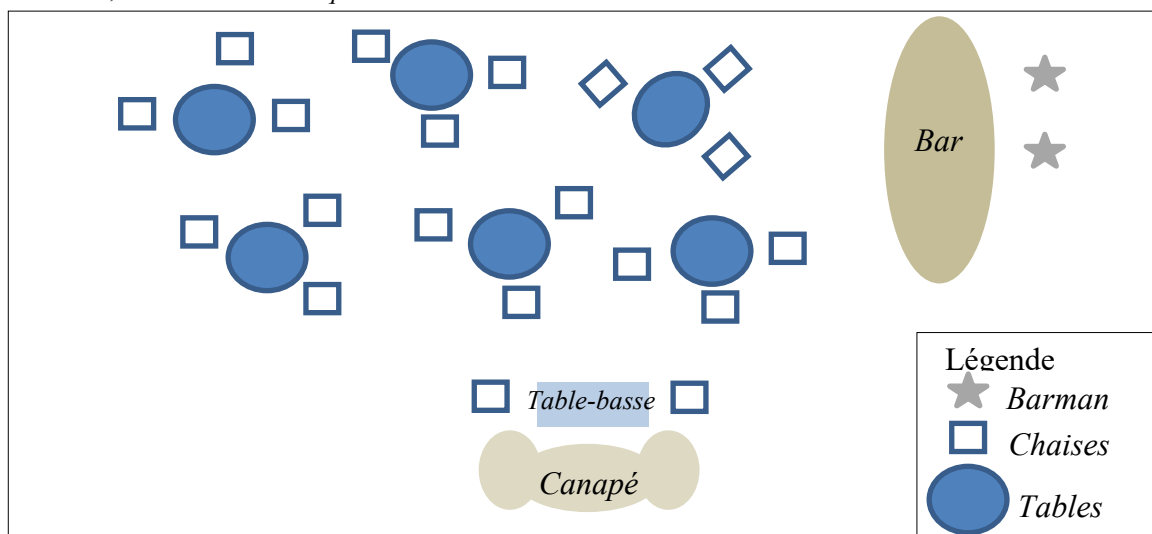 Bar
Légende
Barman
Chaises
Tables
Table-basse
Canapé